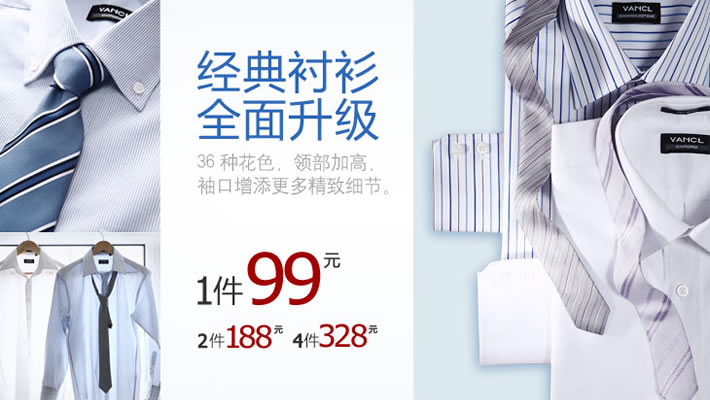 VANCL
经典衬衫
全面升级
36 种花色，领部加高，
袖口增添更多精致细节。
1件99元
2件188元 4件328元
VANCL
VANCL
OXFORD